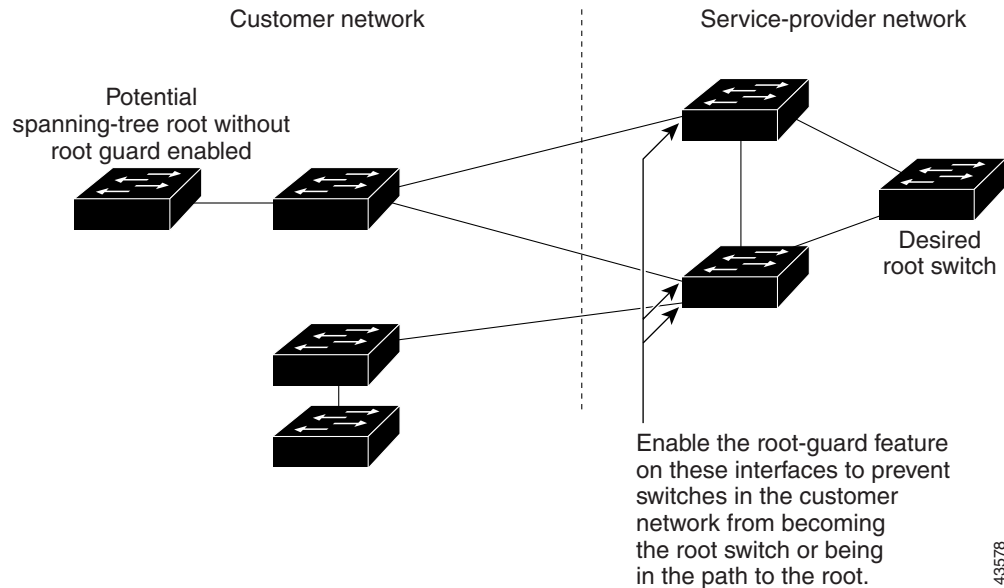 Customer network
Service-provider network
Potential
spanning-tree root without
root guard enabled
Desired
root switch
Enable the root-guard feature
on these interfaces to prevent
switches in the customer
network from becoming
the root switch or being
in the path to the root.
43578